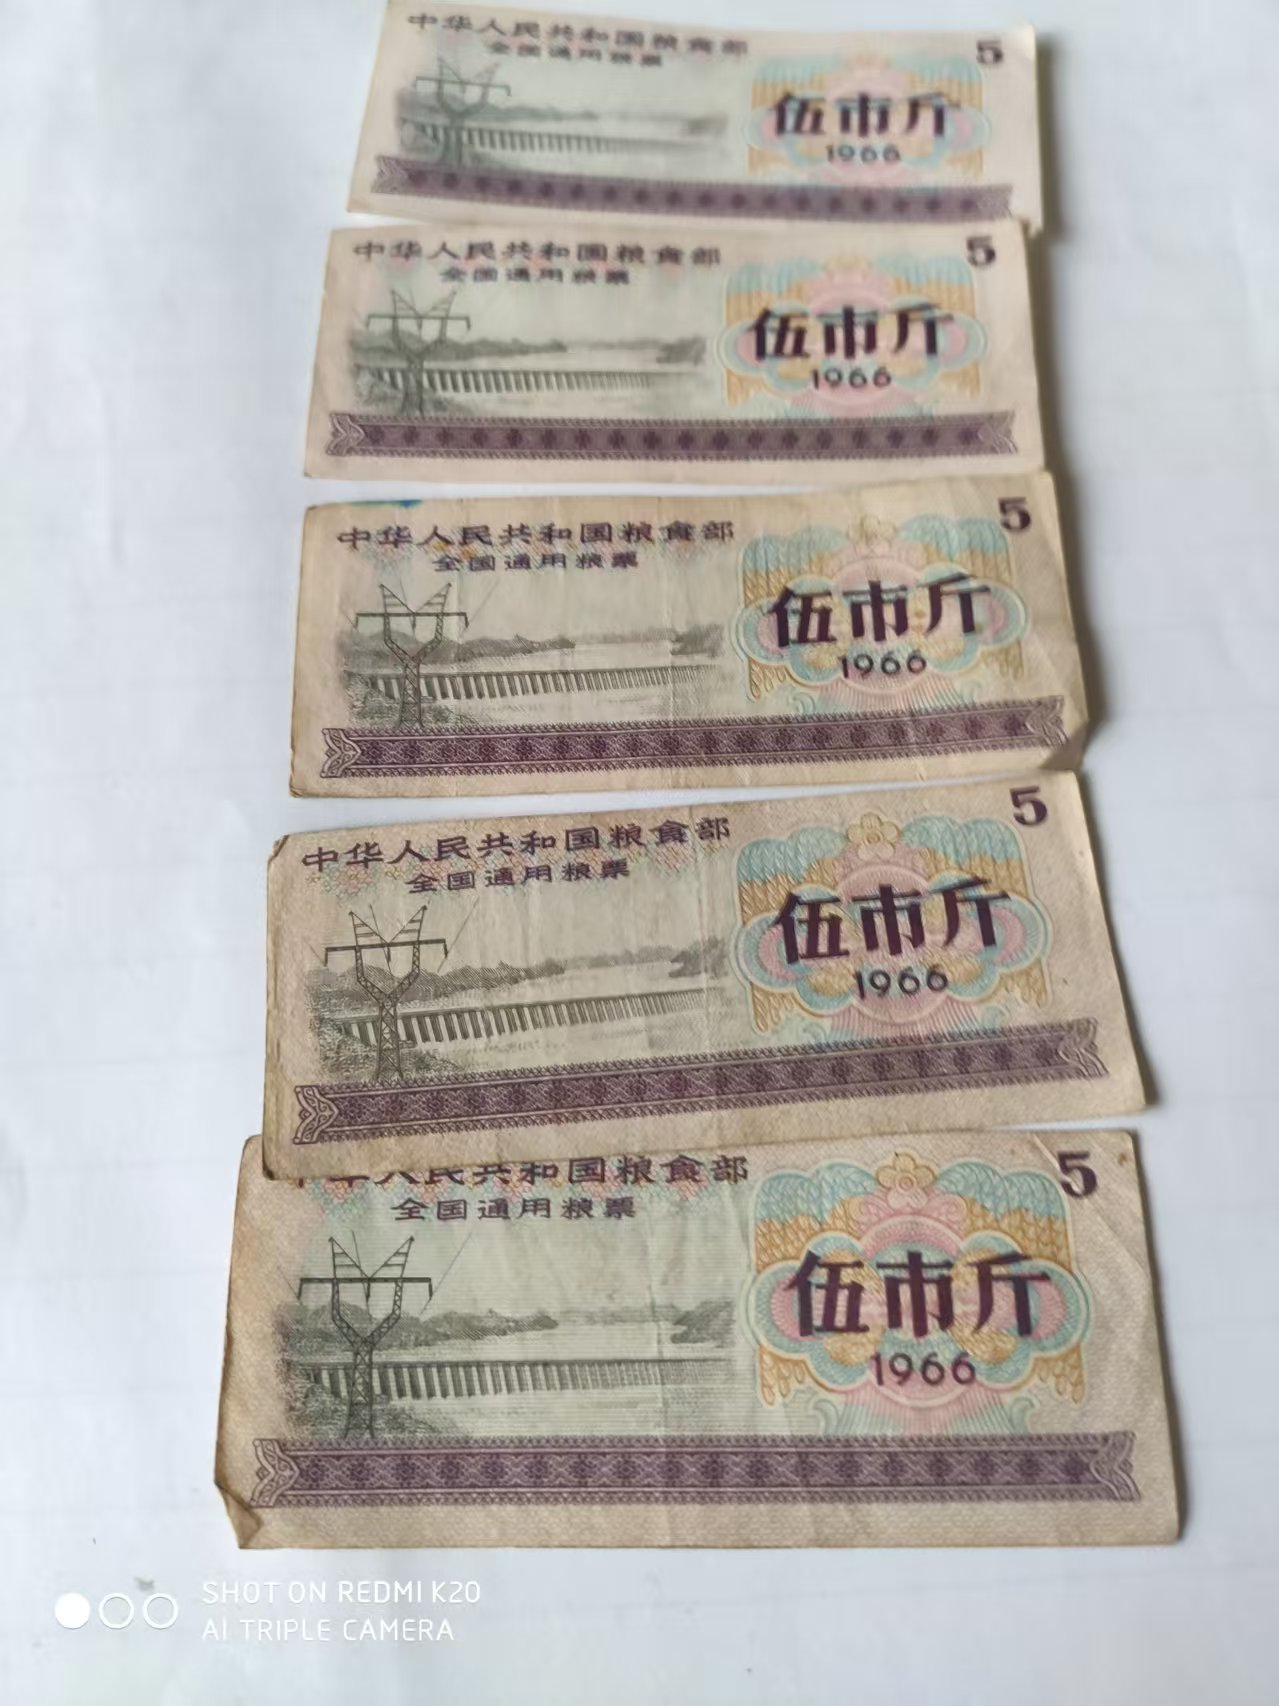 中华人民共和国粮食部
全国通用粮票
5
伍市斤
1966
中华人民共和国粮食部
全国通用粮票
5
伍市斤
1966
中华人民共和国粮食部
全国通用粮票
5
伍市斤
1966
中华人民共和国粮食部
全国通用粮票
5
伍市斤
1966
中华人民共和国粮食部
全国通用粮票
5
伍市斤
1966
SHOT ON REDMI K20
AI TRIPLE CAMERA